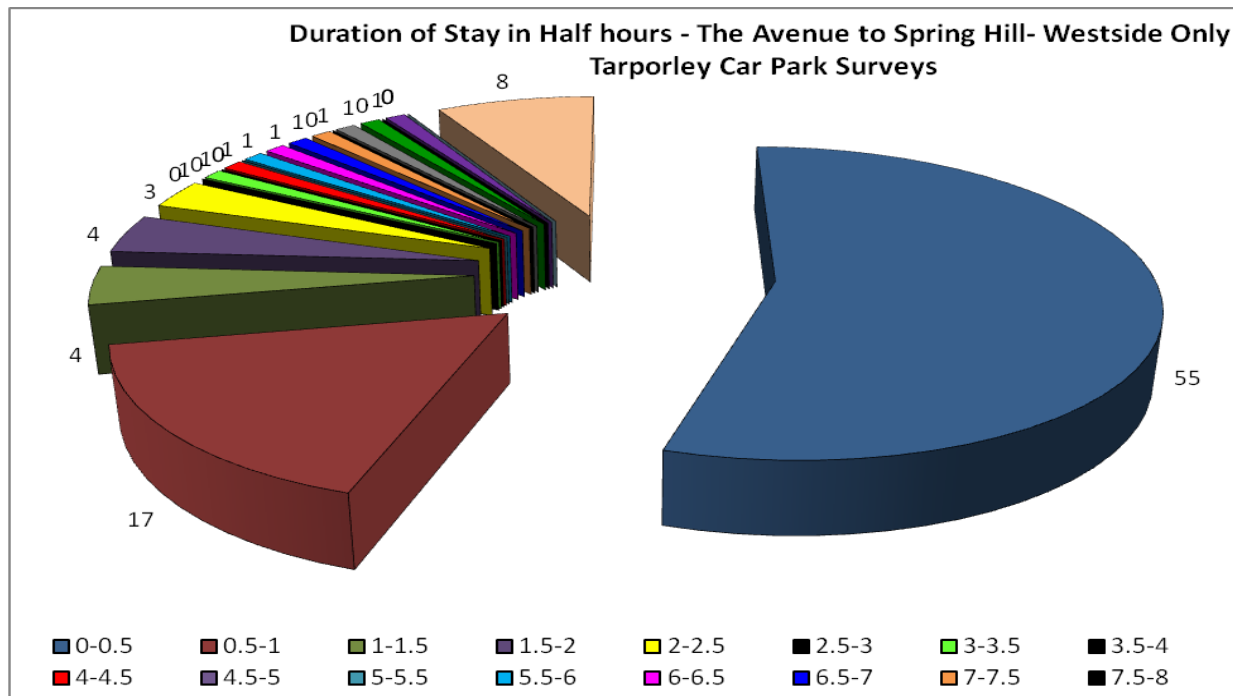 Duration of Stay in Half hours - The Avenue to Spring Hill- Westside Only
Tarporley Car Park Surveys
8
1
1
3
4
4
17
55
0-0.5 0.5-1 1-1.5 1.5-2 2-2.5 2.5-3 3-3.5 3.5-4
4-4.5 4.5-5 5-5.5 5.5-6 6-6.5 6.5-7 7-7.5 7.5-8